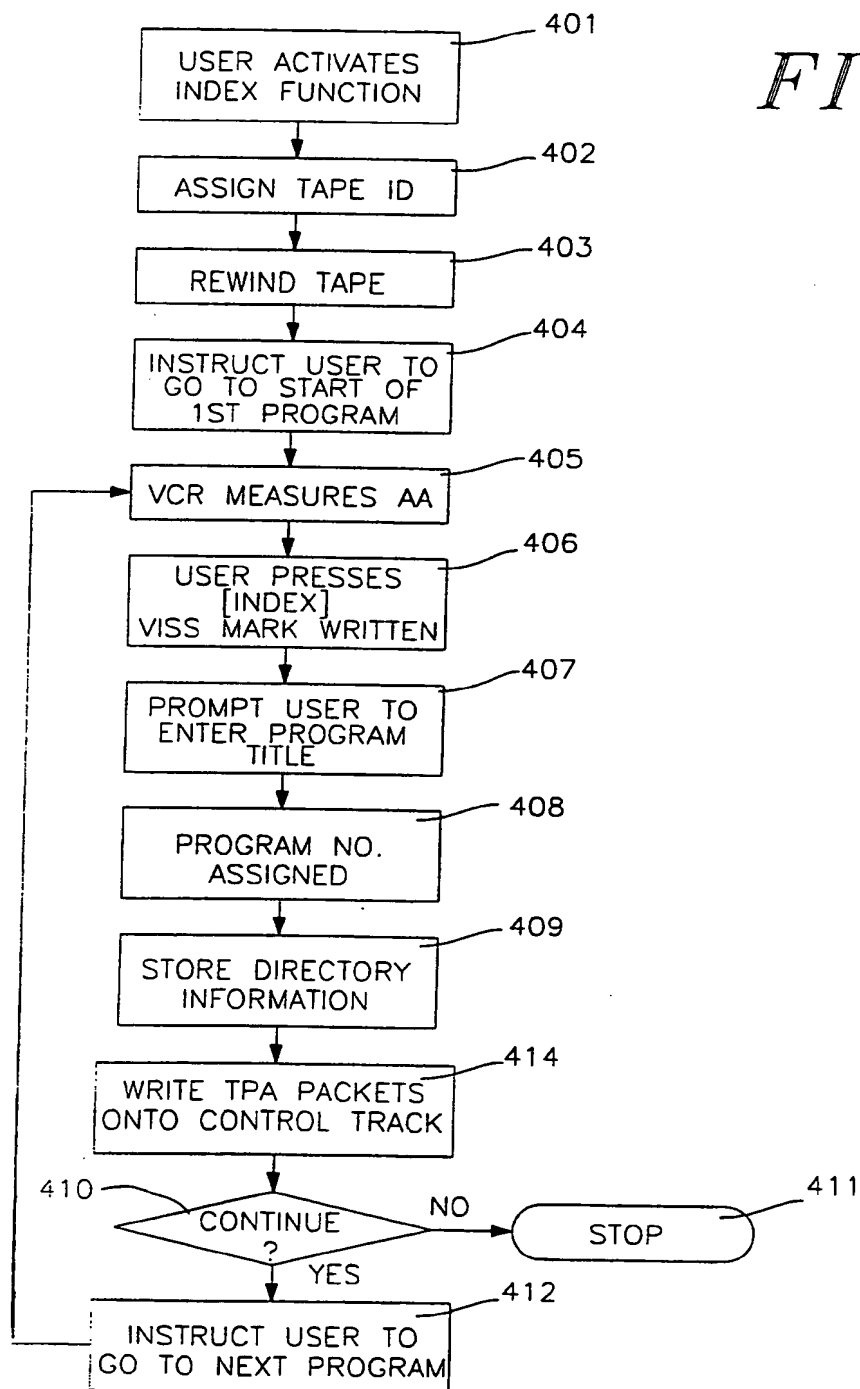 FI
401
USER ACTIVATES
INDEX FUNCTION
402
ASSIGN TAPE ID
403
REWIND TAPE
404
INSTRUCT USER TO
GO TO START OF
1ST PROGRAM
405
VCR MEASURES AA
406
USER PRESSES
[INDEX]
VISS MARK WRITTEN
407
PROMPT USER TO
ENTER PROGRAM
TITLE
408
PROGRAM NO.
ASSIGNED
409
STORE DIRECTORY
INFORMATION
414
WRITE TPA PACKETS
ONTO CONTROL TRACK
410
CONTINUE
?
NO
411
STOP
YES
412
INSTRUCT USER TO
GO TO NEXT PROGRAM